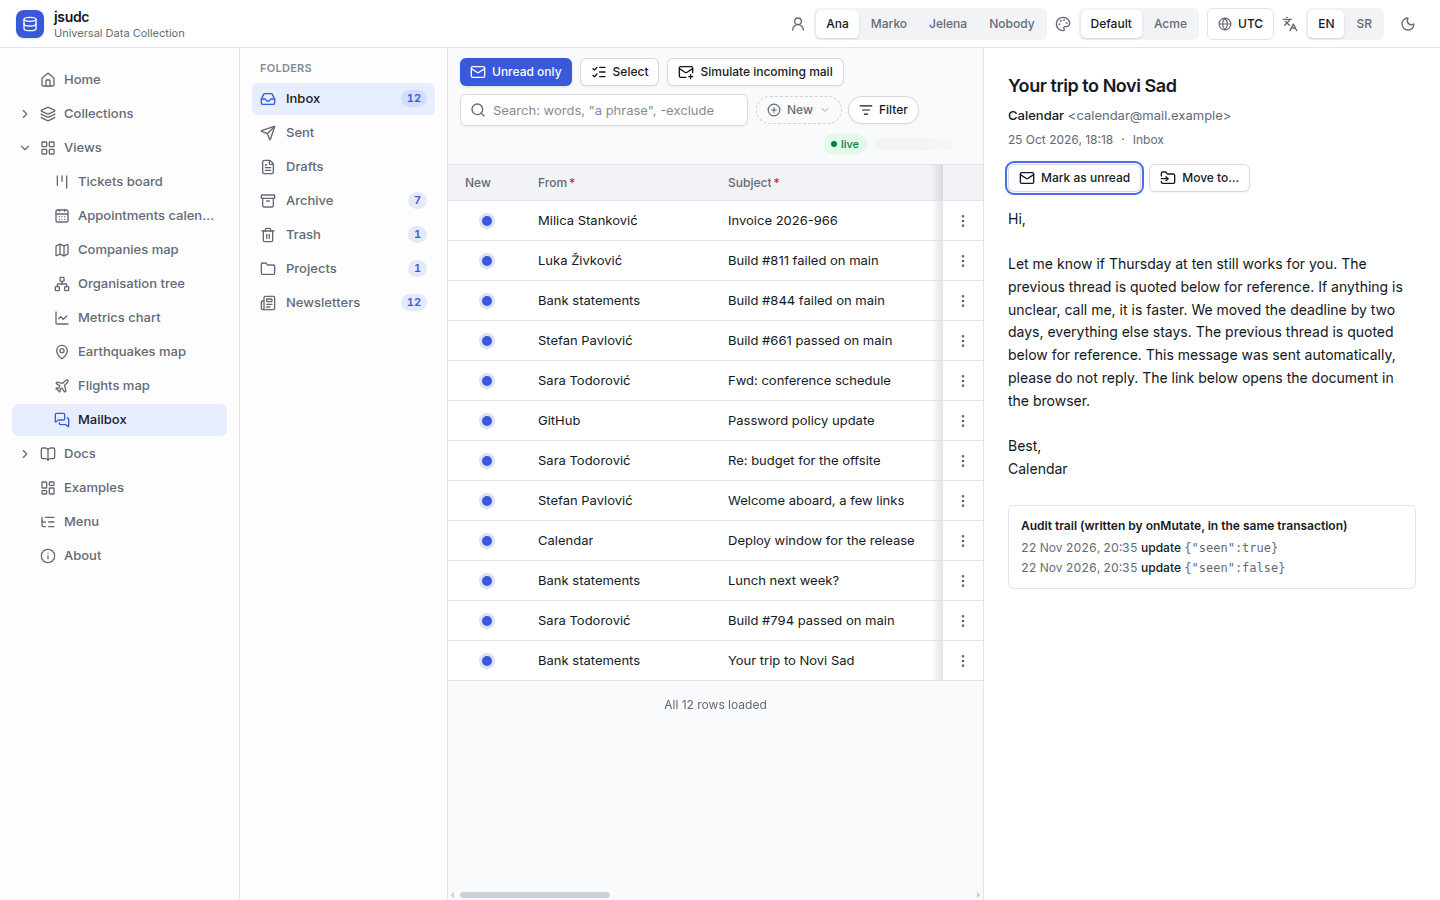 jsudc
Universal Data Collection
Ana
Marko
Jelena
Nobody
Default
Acme
UTC
EN
SR
Home
Collections
Views
Tickets board
Appointments calen...
Companies map
Organisation tree
Metrics chart
Earthquakes map
Flights map
Mailbox
Docs
Examples
Menu
About
FOLDERS
Inbox 12
Sent
Drafts
Archive 7
Trash 1
Projects 1
Newsletters 12
Unread only
Select
Simulate incoming mail
Search: words, "a phrase", -exclude
New
Filter
live
New From* Subject*
Milica Stanković Invoice 2026-966
Luka Živković Build #811 failed on main
Bank statements Build #844 failed on main
Stefan Pavlović Build #661 passed on main
Sara Todorović Fwd: conference schedule
GitHub Password policy update
Sara Todorović Re: budget for the offsite
Stefan Pavlović Welcome aboard, a few links
Calendar Deploy window for the release
Bank statements Lunch next week?
Sara Todorović Build #794 passed on main
Bank statements Your trip to Novi Sad
All 12 rows loaded
Your trip to Novi Sad
Calendar <calendar@mail.example>
25 Oct 2026, 18:18 · Inbox
Mark as unread
Move to...
Hi,
Let me know if Thursday at ten still works for you. The
previous thread is quoted below for reference. If anything is
unclear, call me, it is faster. We moved the deadline by two
days, everything else stays. The previous thread is quoted
below for reference. This message was sent automatically,
please do not reply. The link below opens the document in
the browser.
Best,
Calendar
Audit trail (written by onMutate, in the same transaction)
22 Nov 2026, 20:35 update {"seen":true}
22 Nov 2026, 20:35 update {"seen":false}